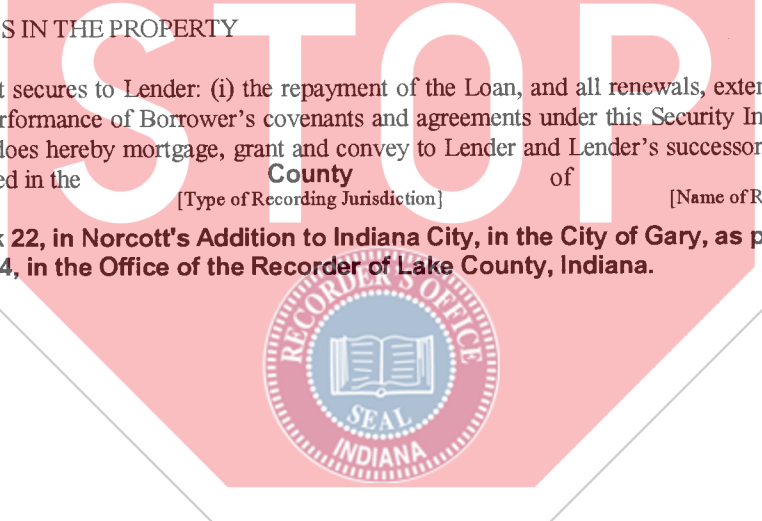 STOP
S IN THE PROPERTY
t secures to Lender: (i) the repayment of the Loan, and all renewals, exten
rformance of Borrower's covenants and agreements under this Security In
does hereby mortgage, grant and convey to Lender and Lender's successor
ed in the County of
[Type of Recording Jurisdiction] [Name of R
k 22, in Norcott's Addition to Indiana City, in the City of Gary, as p
4, in the Office of the Recorder of Lake County, Indiana.
RECORDER'S OFFICE
SEAL
INDIANA